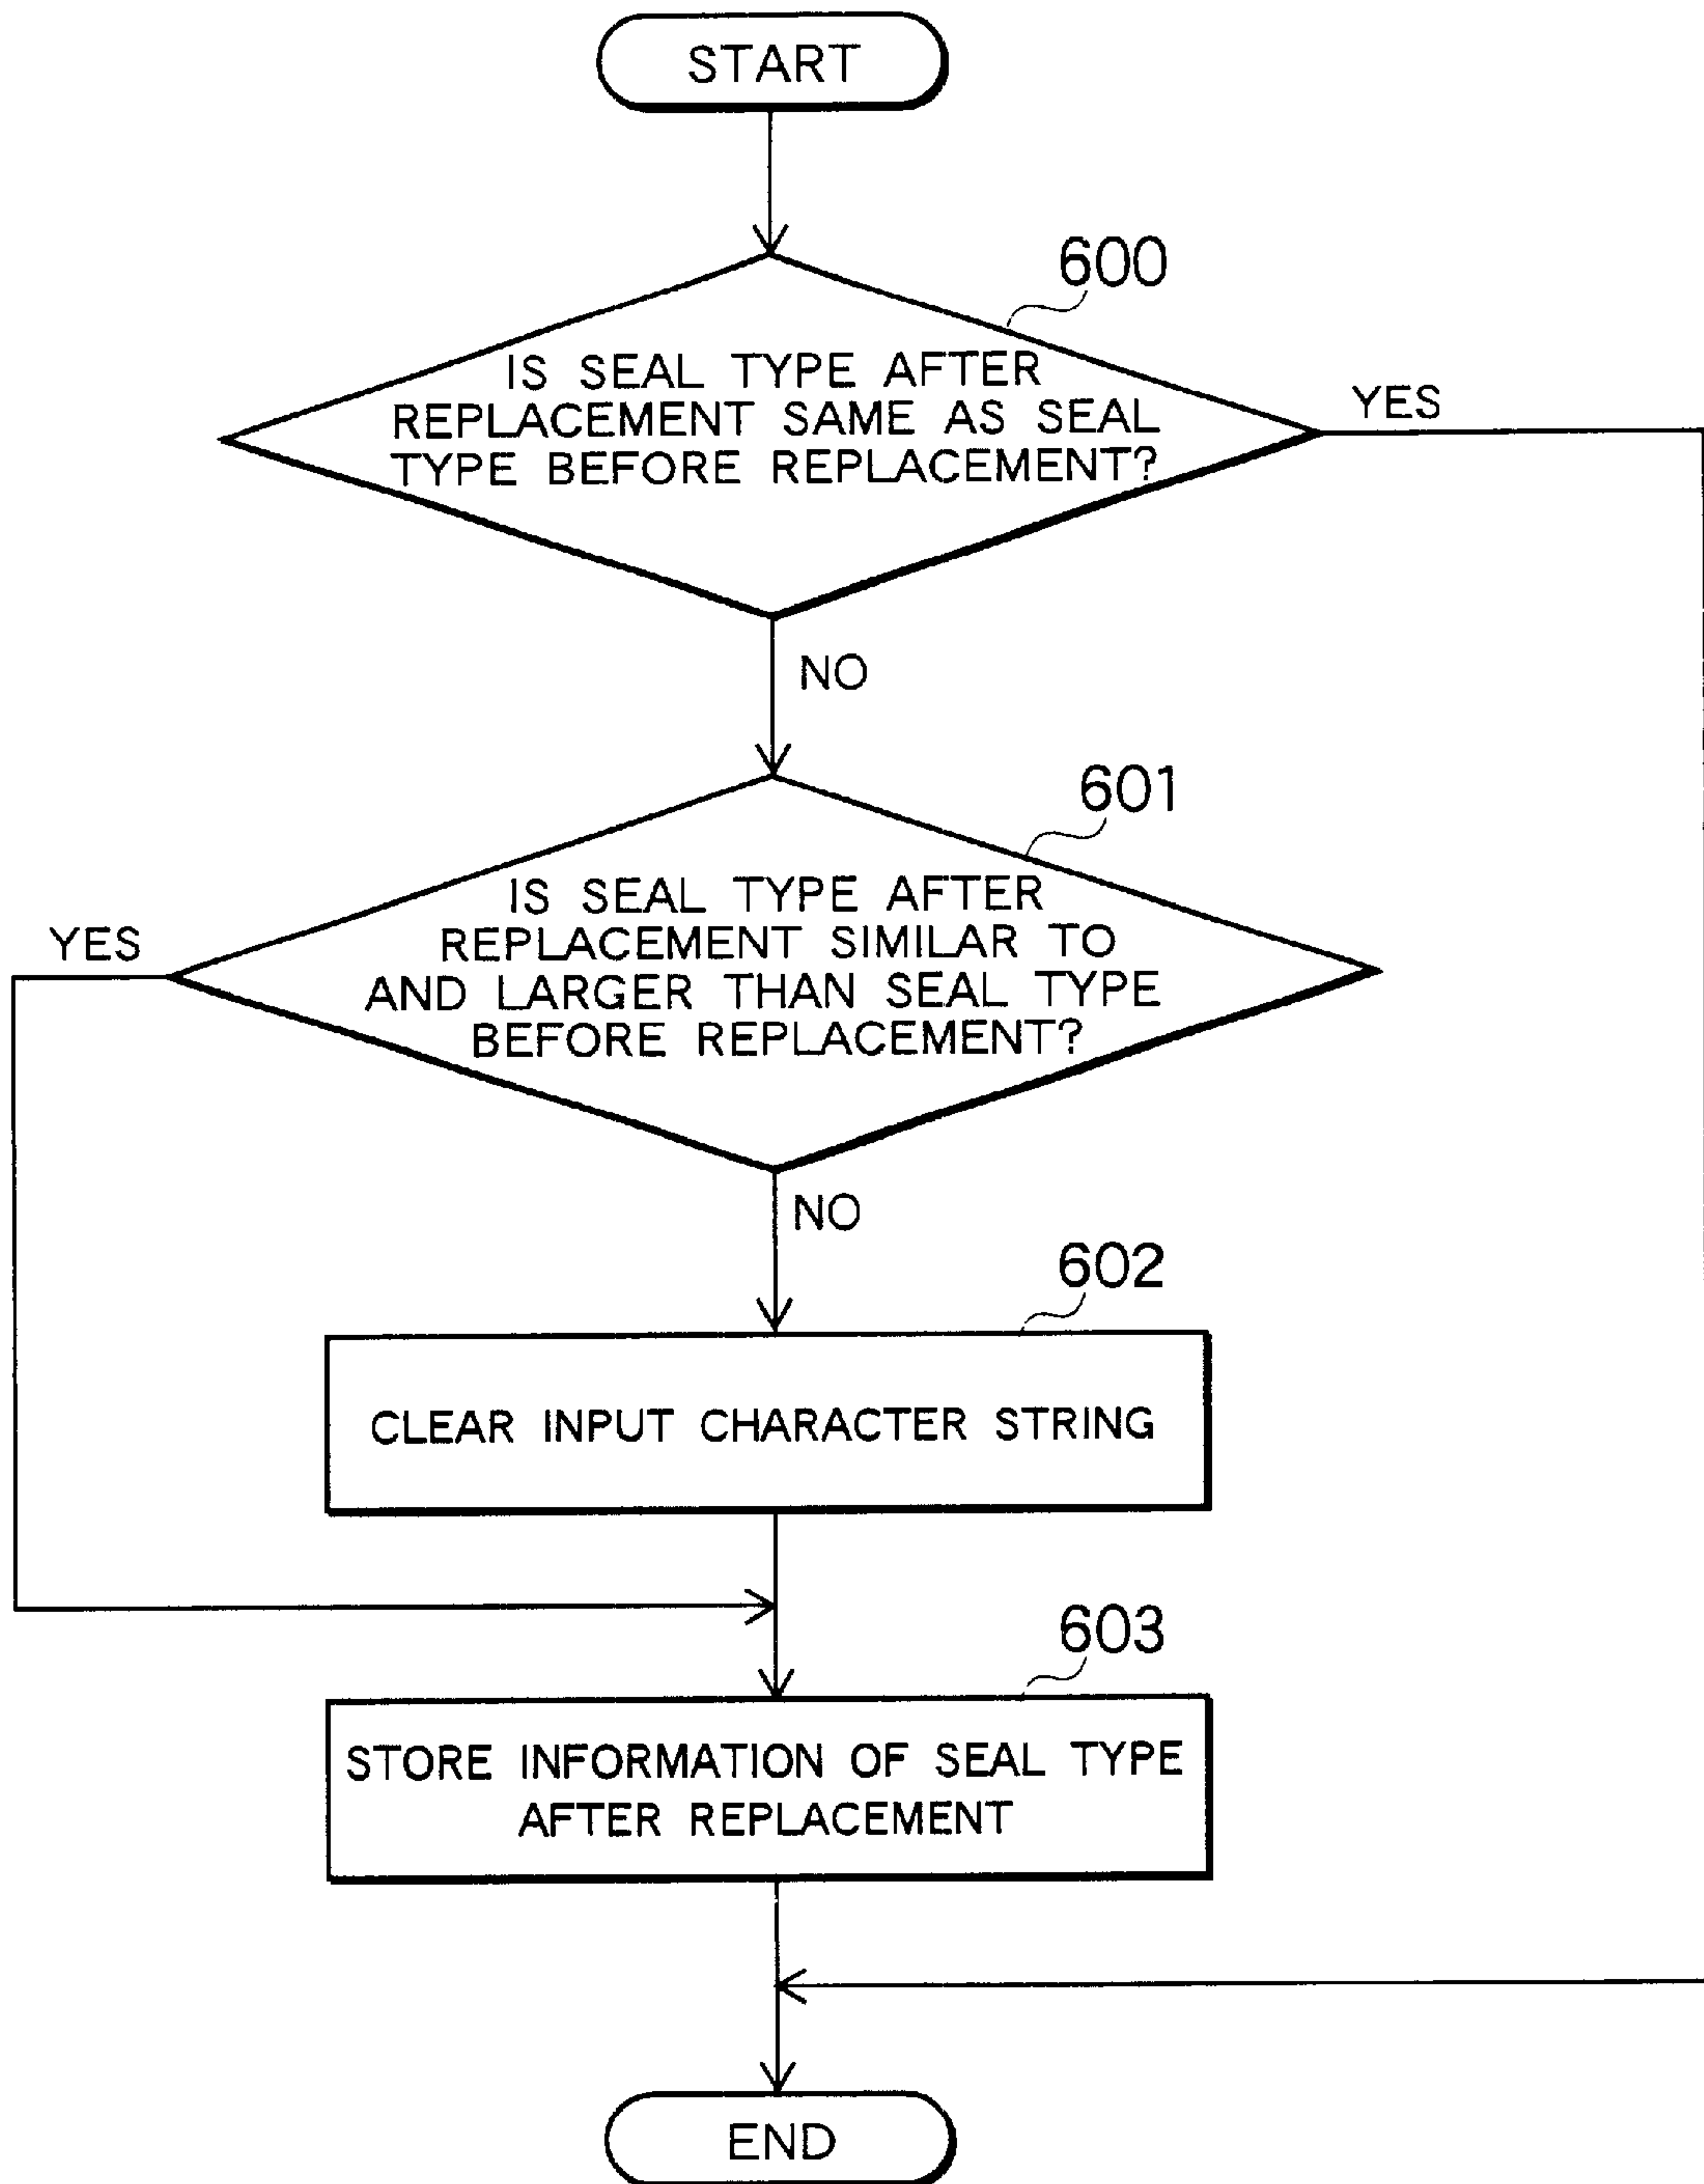 START
600
IS SEAL TYPE AFTER
REPLACEMENT SAME AS SEAL
TYPE BEFORE REPLACEMENT?
YES
NO
601
IS SEAL TYPE AFTER
REPLACEMENT SIMILAR TO
AND LARGER THAN SEAL TYPE
BEFORE REPLACEMENT?
YES
NO
602
CLEAR INPUT CHARACTER STRING
603
STORE INFORMATION OF SEAL TYPE
AFTER REPLACEMENT
END